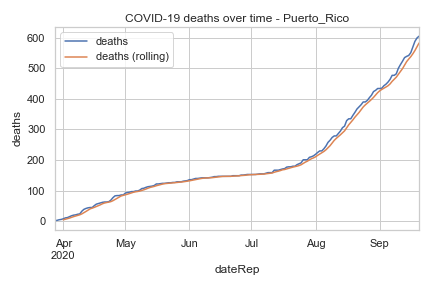 COVID-19 deaths over time - Puerto_Rico
deaths
deaths (rolling)
600
500
400
300
200
100
0
deaths
Apr
2020
May
Jun
Jul
Aug
Sep
dateRep